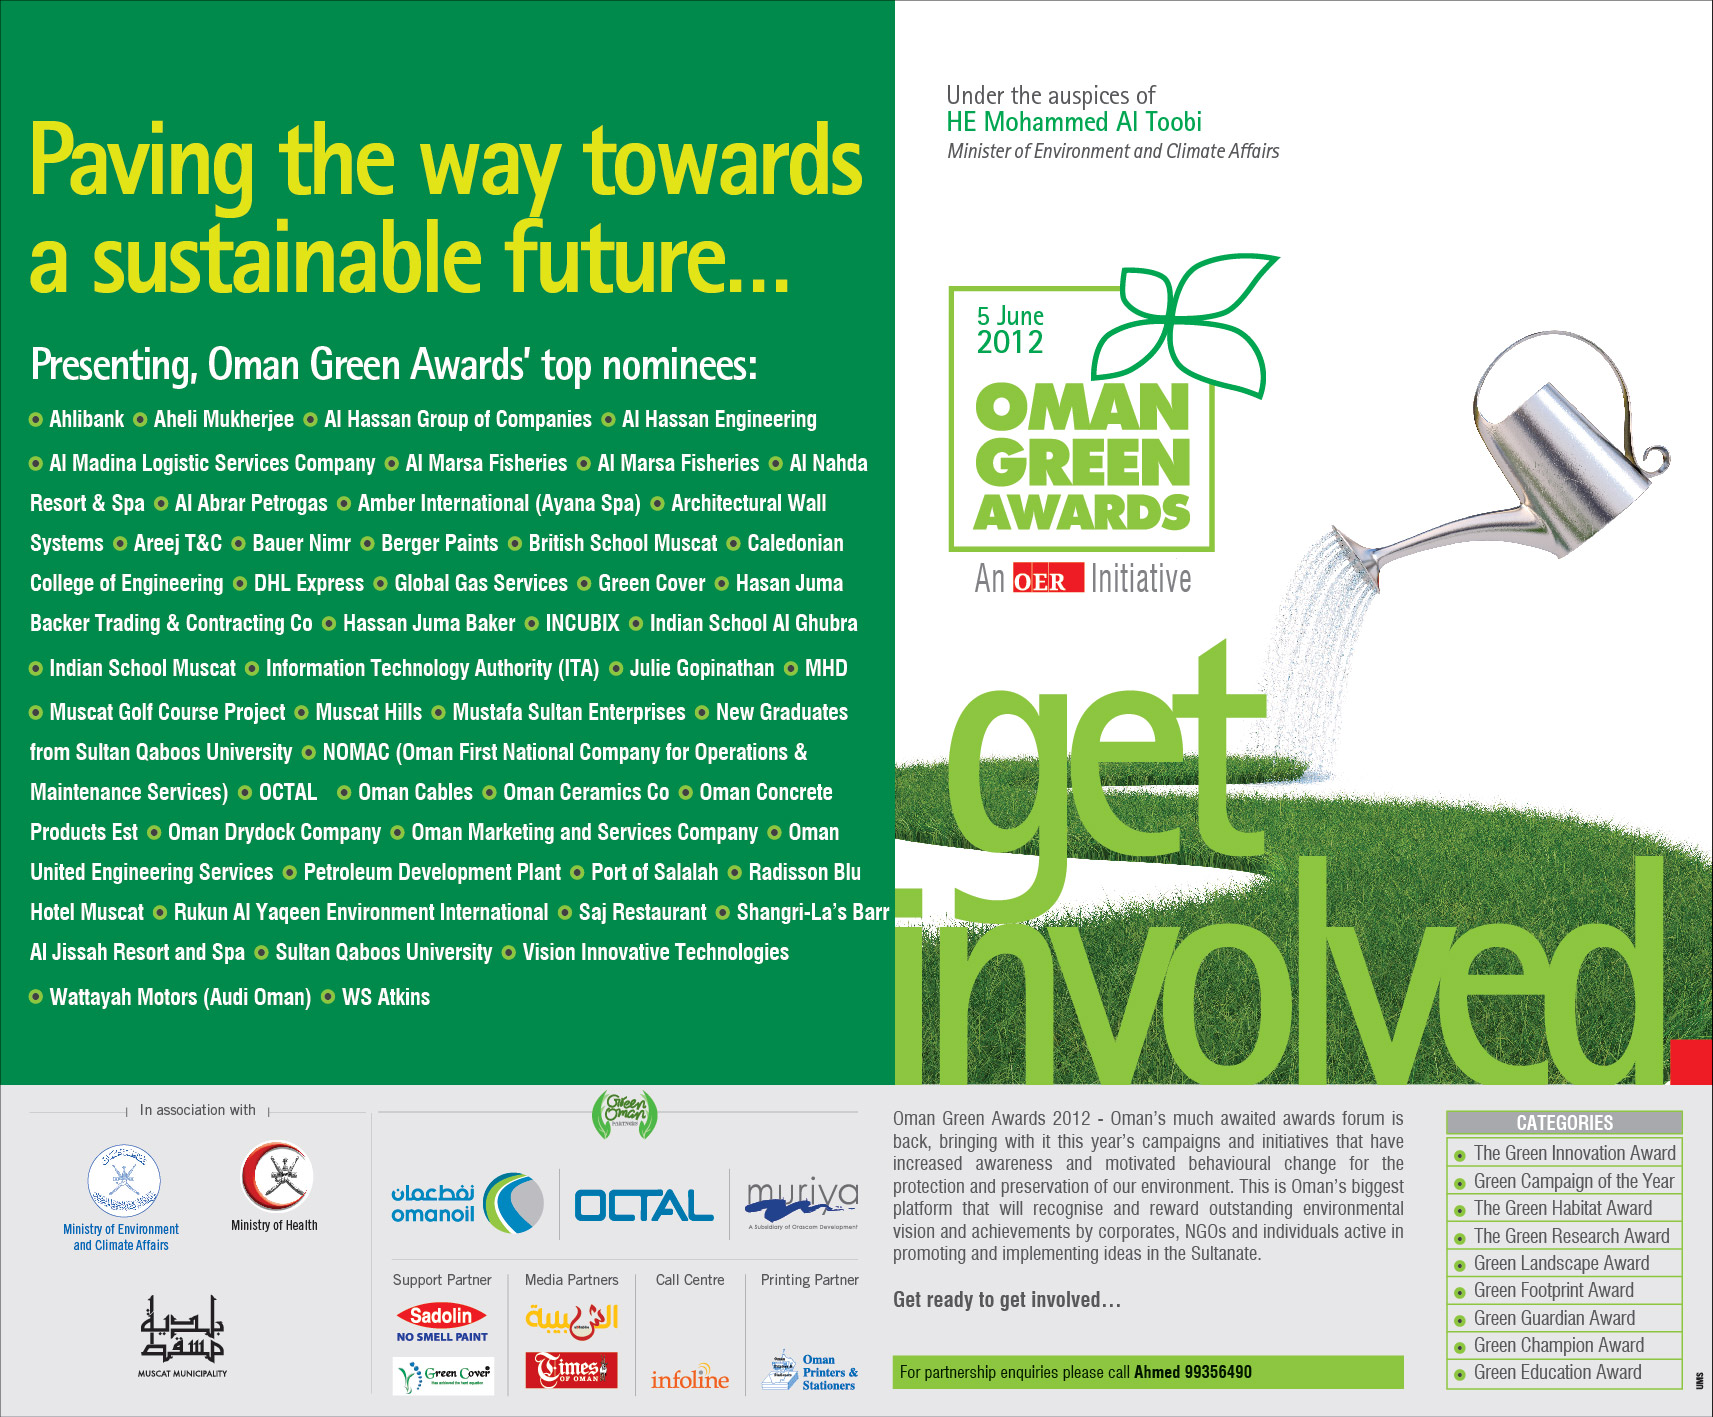 Paving the way towards
a sustainable future...
Presenting, Oman Green Awards' top nominees:
Ahlibank Aheli Mukherjee Al Hassan Group of Companies Al Hassan Engineering
Al Madina Logistic Services Company Al Marsa Fisheries Al Marsa Fisheries Al Nahda
Resort & Spa Al Abrar Petrogas Amber International (Ayana Spa) Architectural Wall
Systems Areej T&C Bauer Nimr Berger Paints British School Muscat Caledonian
College of Engineering DHL Express Global Gas Services Green Cover Hasan Juma
Backer Trading & Contracting Co Hassan Juma Baker INCUBIX Indian School Al Ghubra
Indian School Muscat Information Technology Authority (ITA) Julie Gopinathan MHD
Muscat Golf Course Project Muscat Hills Mustafa Sultan Enterprises New Graduates
from Sultan Qaboos University NOMAC (Oman First National Company for Operations &
Maintenance Services) OCTAL Oman Cables Oman Ceramics Co Oman Concrete
Products Est Oman Drydock Company Oman Marketing and Services Company Oman
United Engineering Services Petroleum Development Plant Port of Salalah Radisson Blu
Hotel Muscat Rukun Al Yaqeen Environment International Saj Restaurant Shangri-La's Barr
Al Jissah Resort and Spa Sultan Qaboos University Vision Innovative Technologies
Wattayah Motors (Audi Oman) WS Atkins
Under the auspices of
HE Mohammed Al Toobi
Minister of Environment and Climate Affairs
5 June
2012
OMAN
GREEN
AWARDS
An OER Initiative
get
involved.
In association with
Ministry of Environment
and Climate Affairs
Ministry of Health
بلدية
مسقط
MUSCAT MUNICIPALITY
Green
Oman
PARTNERS
نفط عمان
omanoil
OCTAL
muriya
A Subsidiary of Orascom Development
Support Partner
Sadolin
NO SMELL PAINT
Green Cover
Media Partners
الشبيبة
Times
OF OMAN
Call Centre
infoline
Printing Partner
Oman
Printers &
Stationers
Oman Green Awards 2012 - Oman's much awaited awards forum is
back, bringing with it this year's campaigns and initiatives that have
increased awareness and motivated behavioural change for the
protection and preservation of our environment. This is Oman's biggest
platform that will recognise and reward outstanding environmental
vision and achievements by corporates, NGOs and individuals active in
promoting and implementing ideas in the Sultanate.
Get ready to get involved...
For partnership enquiries please call Ahmed 99356490
CATEGORIES
The Green Innovation Award
Green Campaign of the Year
The Green Habitat Award
The Green Research Award
Green Landscape Award
Green Footprint Award
Green Guardian Award
Green Champion Award
Green Education Award
UMS